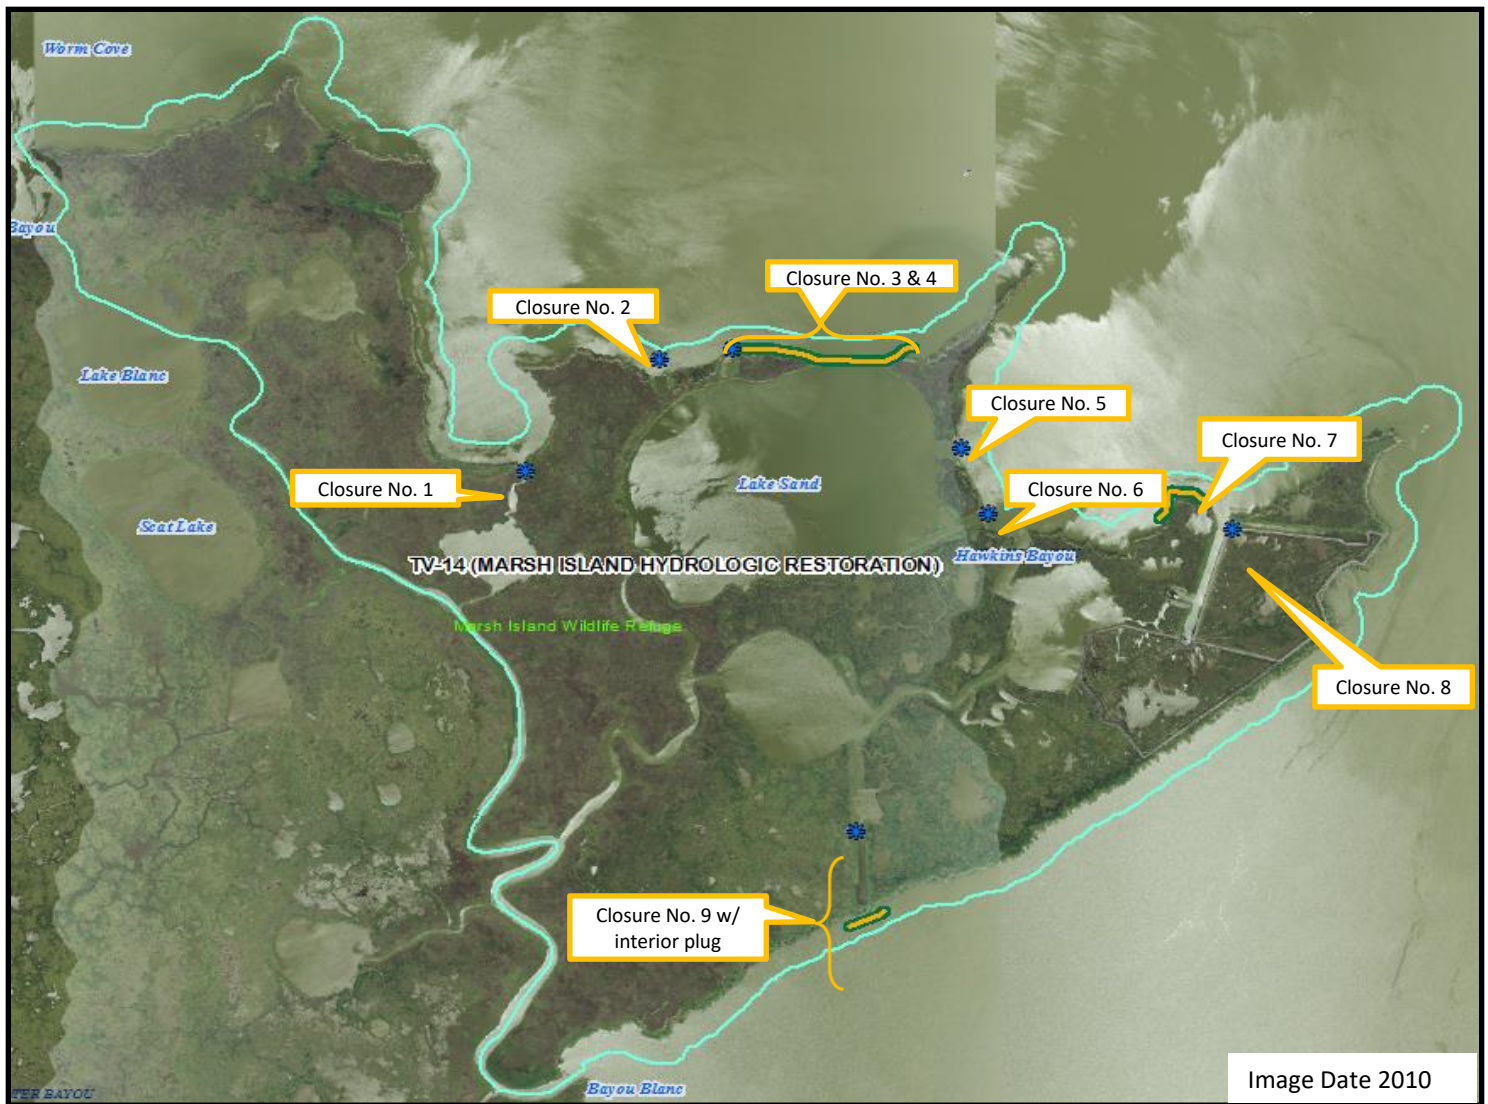 Worm Cove
Bayou
Closure No. 3 & 4
Closure No. 2
Lake Blanc
Closure No. 5
Closure No. 7
Closure No. 1
Lake Sand
Closure No. 6
Scat Lake
TV-14 (MARSH ISLAND HYDROLOGIC RESTORATION)
Hawkins Bayou
Marsh Island Wildlife Refuge
Closure No. 8
Closure No. 9 w/
interior plug
Image Date 2010
Bayou Blanc
TER BAYOU